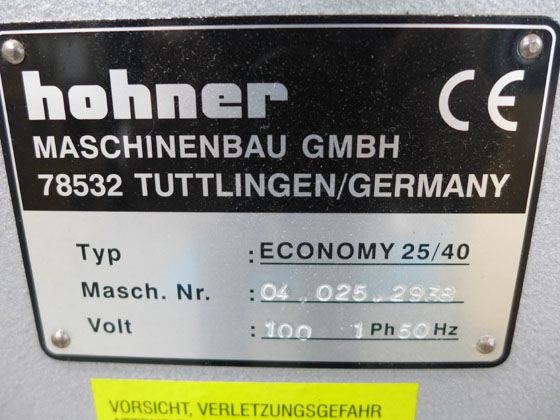 hohner CE
MASCHINENBAU GMBH
78532 TUTTLINGEN/GERMANY
Typ : ECONOMY 25/40
Masch. Nr. : 04.025.2938
Volt : 100 1 Ph 50 Hz
VORSICHT, VERLETZUNGSGEFAHR